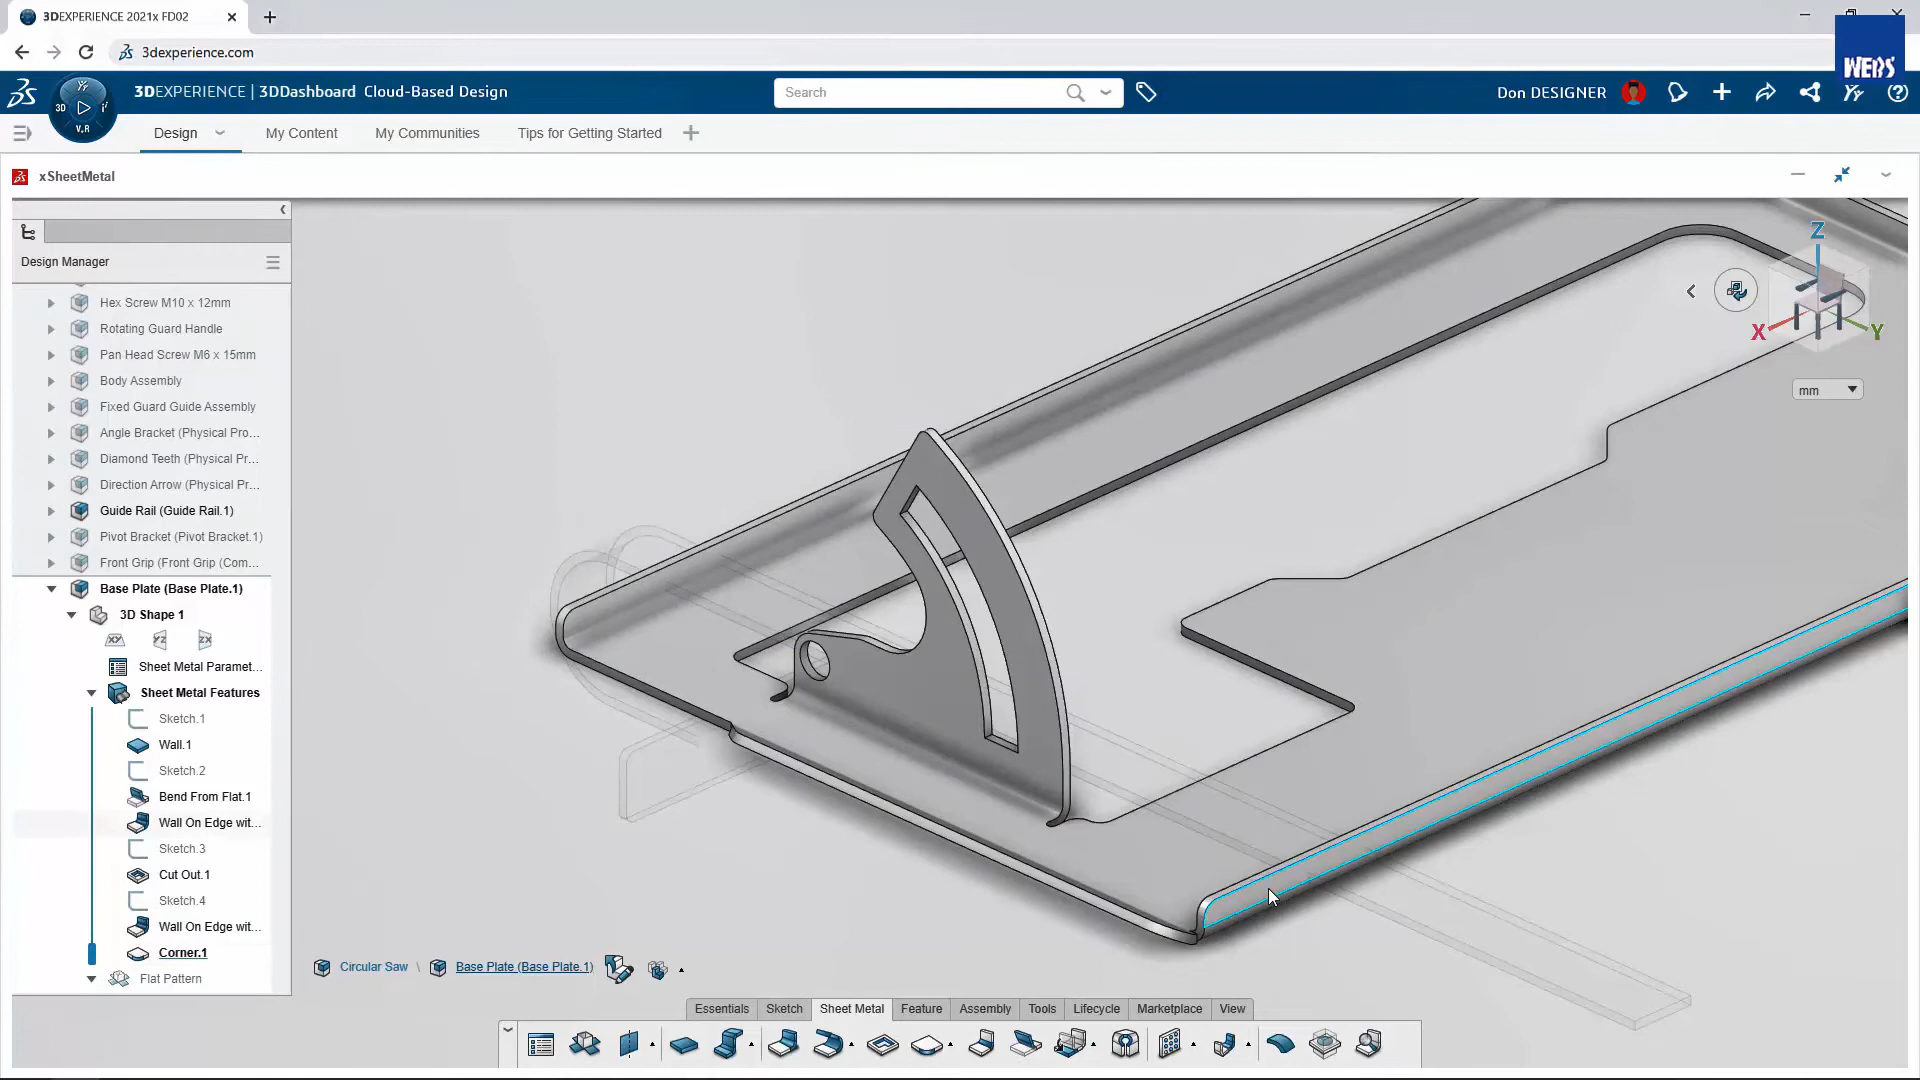 3DEXPERIENCE 2021x FD02
3dexperience.com
WEDS
3DEXPERIENCE | 3DDashboard Cloud-Based Design
Search
Don DESIGNER
3D
V.R
Design
My Content
My Communities
Tips for Getting Started
xSheetMetal
Design Manager
Hex Screw M10 x 12mm
Rotating Guard Handle
Pan Head Screw M6 x 15mm
Body Assembly
Fixed Guard Guide Assembly
Angle Bracket (Physical Pro...
Diamond Teeth (Physical Pr...
Direction Arrow (Physical Pr...
Guide Rail (Guide Rail.1)
Pivot Bracket (Pivot Bracket.1)
Front Grip (Front Grip (Com...
Base Plate (Base Plate.1)
3D Shape 1
XY YZ ZX
Sheet Metal Paramet...
Sheet Metal Features
Sketch.1
Wall.1
Sketch.2
Bend From Flat.1
Wall On Edge wit...
Sketch.3
Cut Out.1
Sketch.4
Wall On Edge wit...
Corner.1
Flat Pattern
Z
X
Y
mm
Circular Saw \ Base Plate (Base Plate.1)
Essentials
Sketch
Sheet Metal
Feature
Assembly
Tools
Lifecycle
Marketplace
View